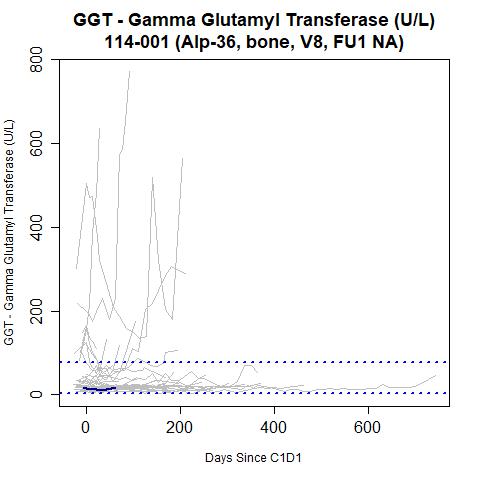 GGT - Gamma Glutamyl Transferase (U/L)
114-001 (Alp-36, bone, V8, FU1 NA)
GGT - Gamma Glutamyl Transferase (U/L)
800
600
400
200
0
0 200 400 600
Days Since C1D1